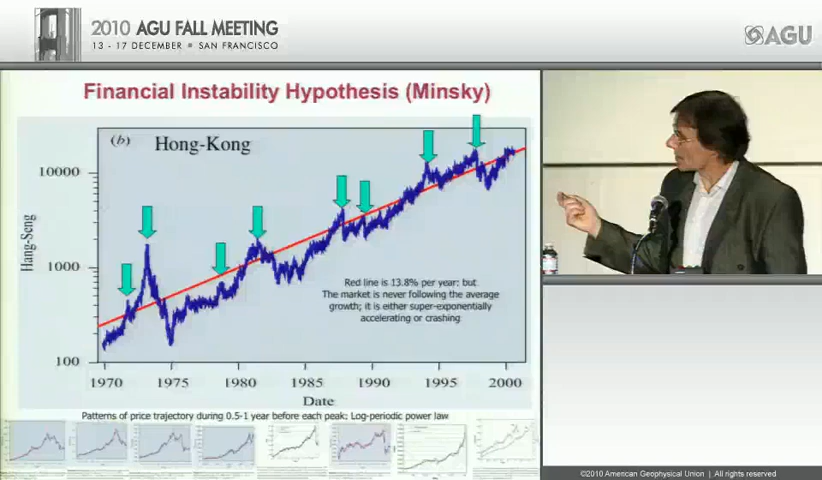 2010 AGU FALL MEETING
13 - 17 DECEMBER SAN FRANCISCO
AGU
Financial Instability Hypothesis (Minsky)
(b) Hong-Kong
10000
1000
100
Hang-Seng
Red line is 13.8% per year: but
The market is never following the average
growth; it is either super-exponentially
accelerating or crashing
1970 1975 1980 1985 1990 1995 2000
Date
Patterns of price trajectory during 0.5-1 year before each peak: Log-periodic power law
©2010 American Geophysical Union | All rights reserved